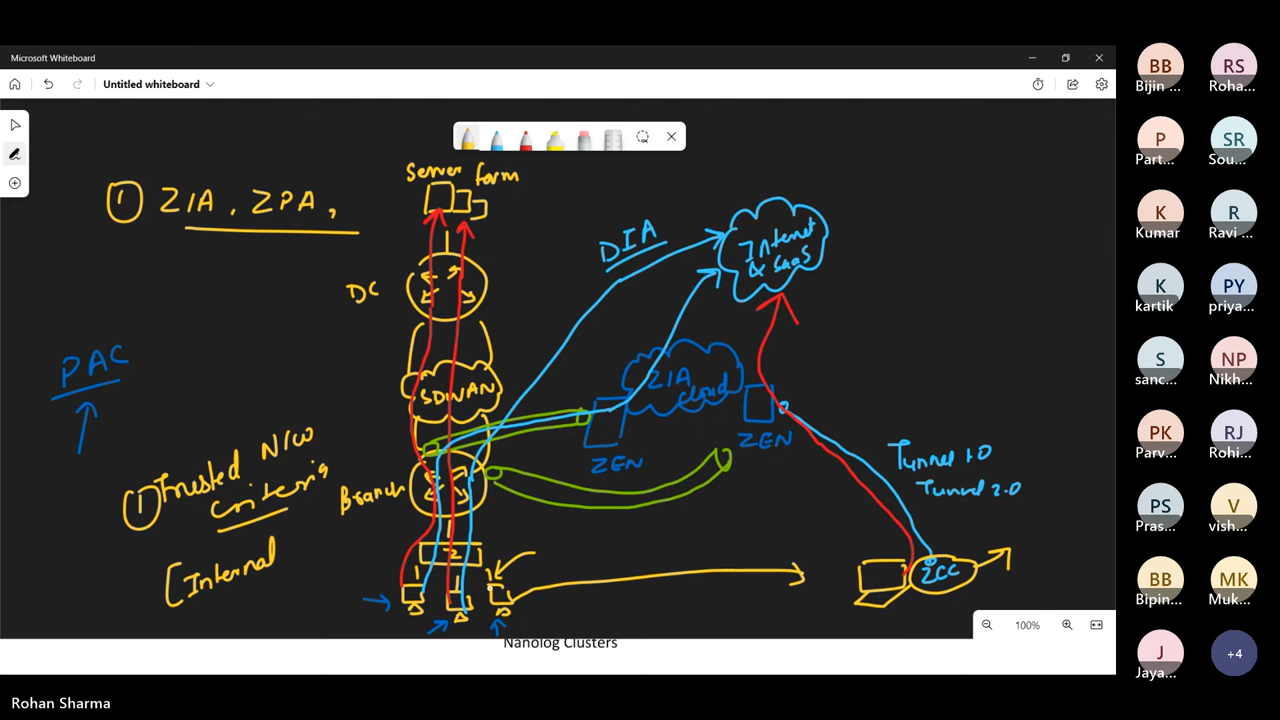 Microsoft Whiteboard
Untitled whiteboard
① ZIA, ZPA,
Server farm
DC
SDWAN
Branch
2
PAC
① Trusted N/W
criteria
[Internal
DIA
Internet
& SaaS
ZIA
cloud
ZEN
ZEN
Tunnel 1.0
Tunnel 2.0
ZCC
100%
Nanolog Clusters
Rohan Sharma
BB
Bijin ...
RS
Roha...
P
Part...
SR
Sou...
K
Kumar
R
Ravi ...
K
kartik
PY
priya...
S
sanc...
NP
Nikh...
PK
Parv...
RJ
Rohi...
PS
Pras...
V
vish...
BB
Bipin...
MK
Muk...
J
Jaya...
+4